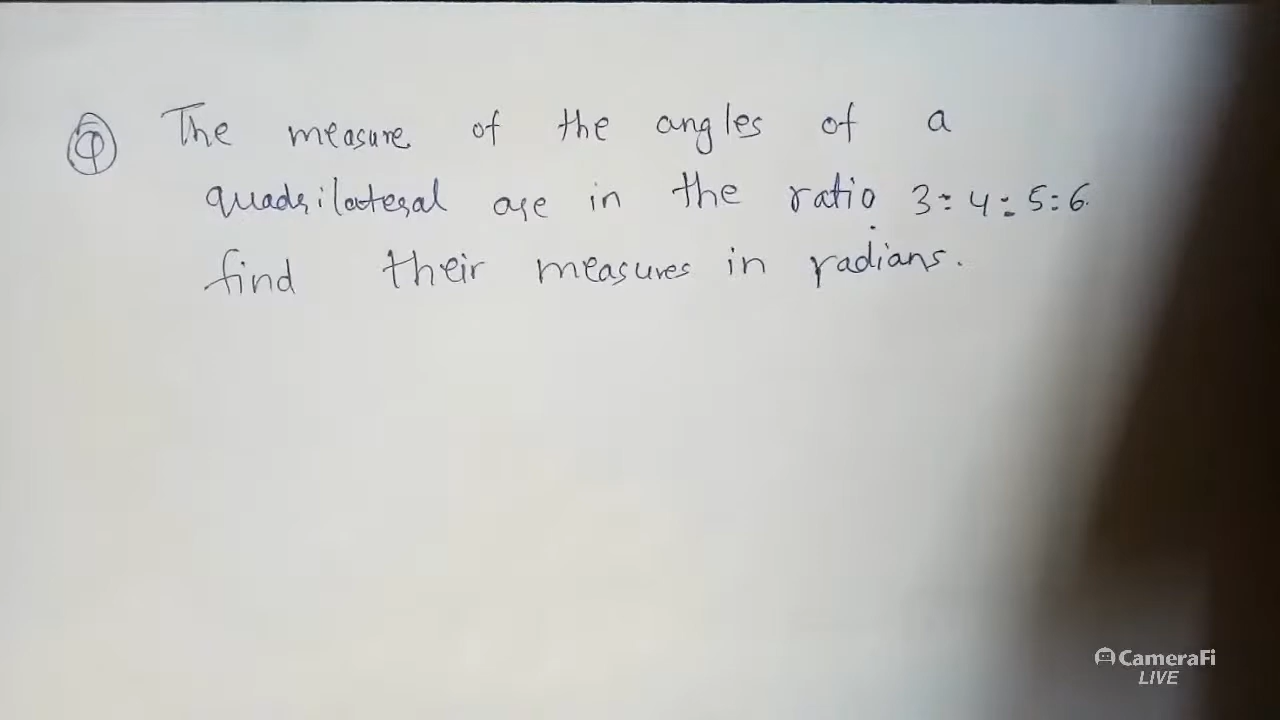 Q The measure of the angles of a
quadrilateral are in the ratio 3:4:5:6.
find their measures in radians.
CameraFi
LIVE